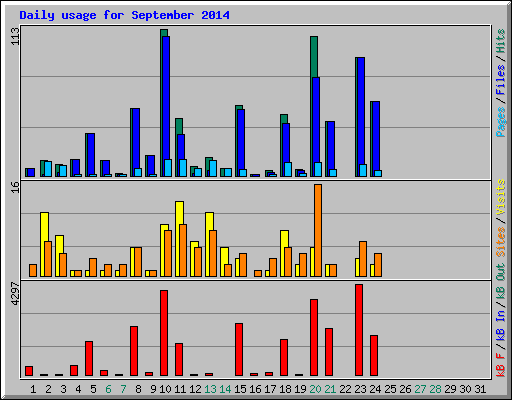 Daily usage for September 2014
113
Pages / Files / Hits
16
Sites / Visits
4297
kB F / kB In / kB Out
1 2 3 4 5 6 7 8 9 10 11 12 13 14 15 16 17 18 19 20 21 22 23 24 25 26 27 28 29 30 31